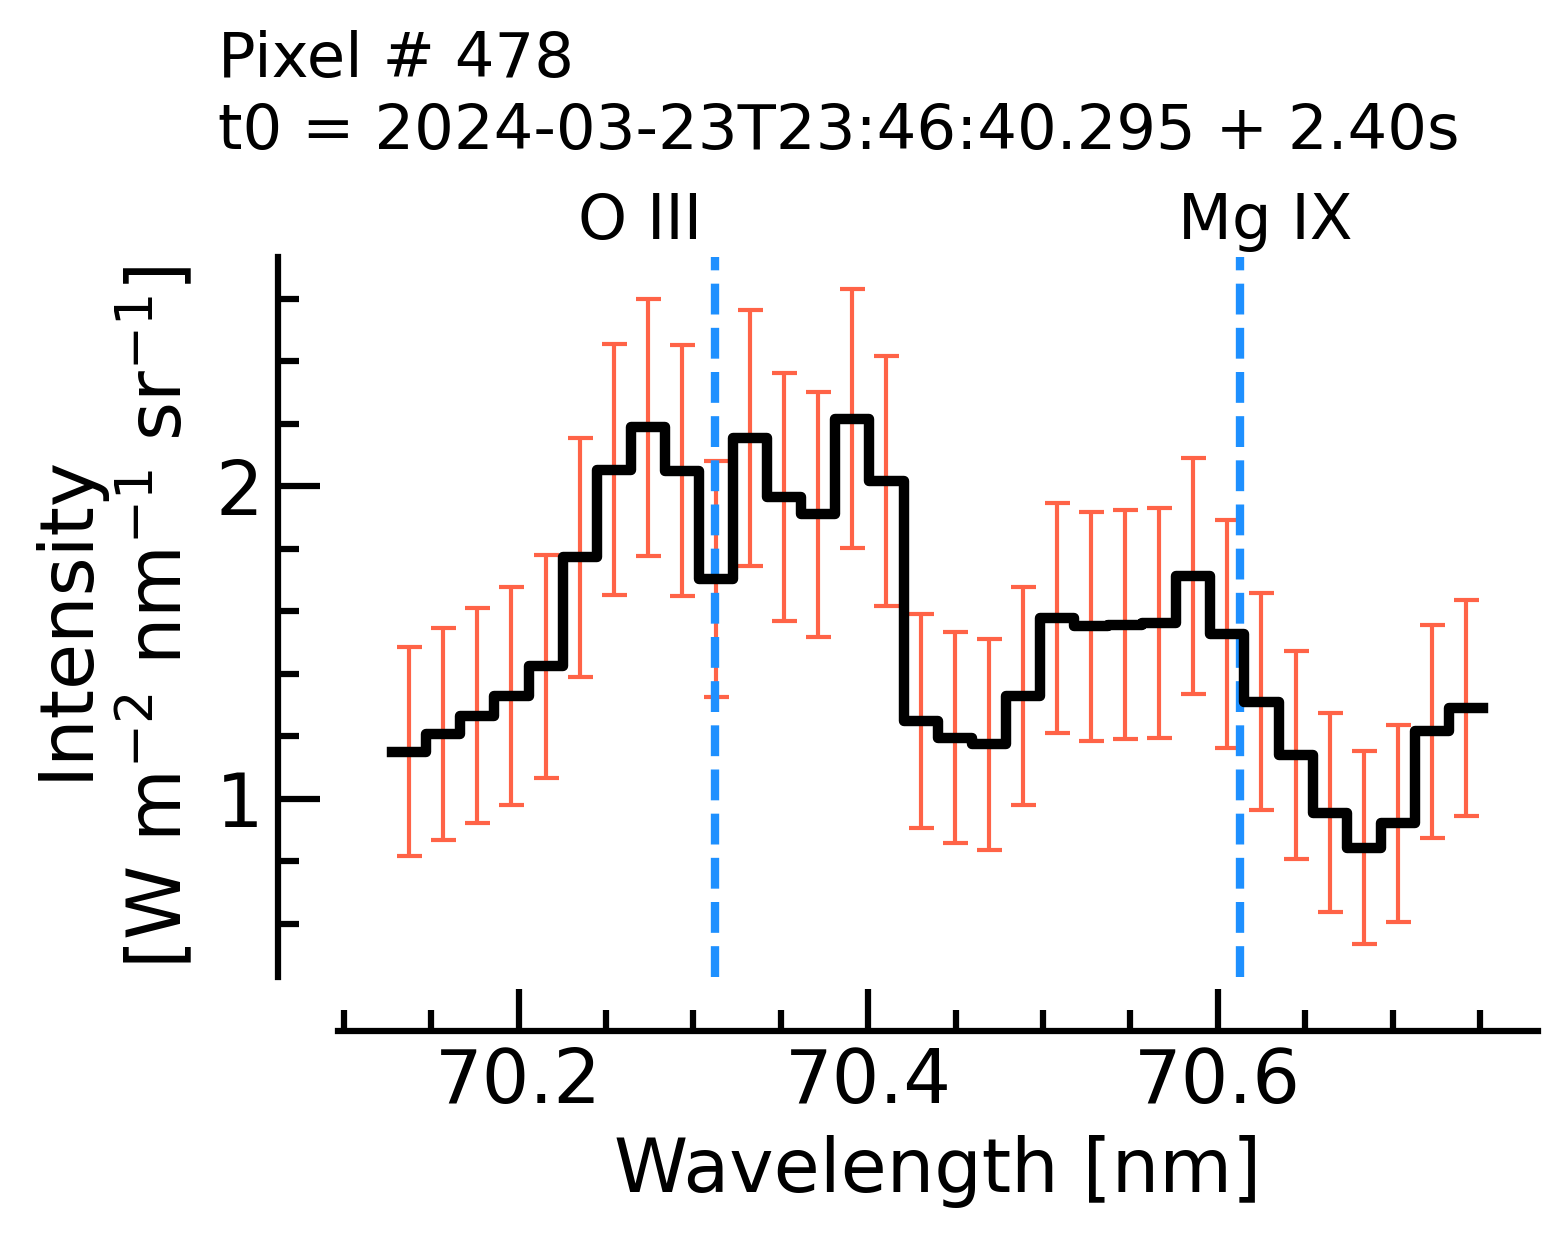 Pixel # 478
t0 = 2024-03-23T23:46:40.295 + 2.40s
O III
Mg IX
Intensity
[W m⁻² nm⁻¹ sr⁻¹]
2
1
70.2 70.4 70.6
Wavelength [nm]